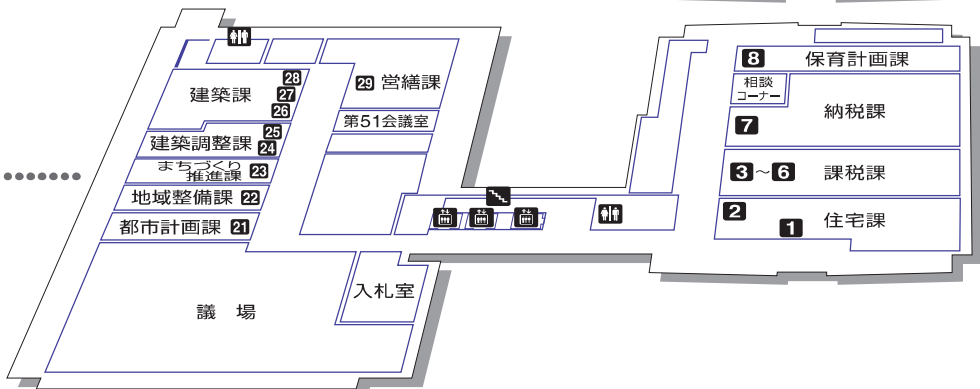 28
建築課 27
26
29 営繕課
第51会議室
25
建築調整課 24
まちづくり
推進課 23
地域整備課 22
都市計画課 21
議 場
入札室
8 保育計画課
相談
コーナー
納税課
7
3～6 課税課
2
1 住宅課